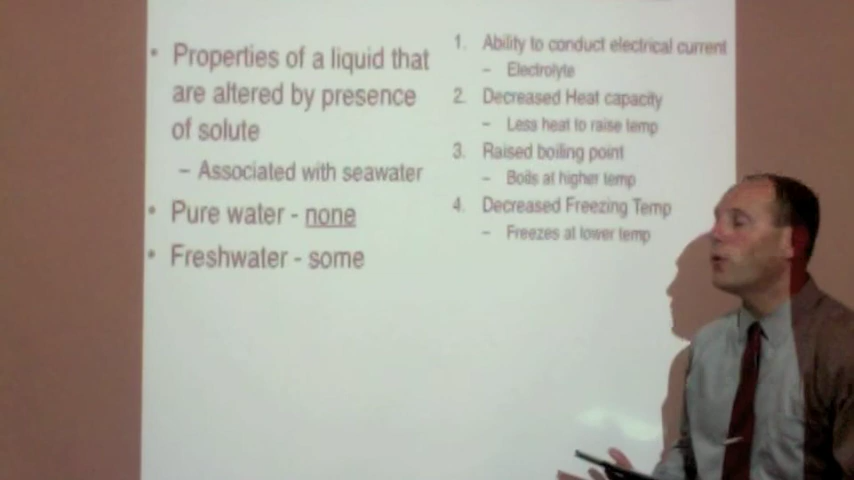 • Properties of a liquid that
are altered by presence
of solute
– Associated with seawater
• Pure water - none
• Freshwater - some
1. Ability to conduct electrical current
– Electrolyte
2. Decreased Heat capacity
– Less heat to raise temp
3. Raised boiling point
– Boils at higher temp
4. Decreased Freezing Temp
– Freezes at lower temp